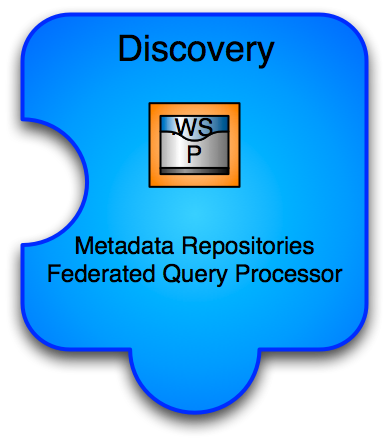 Discovery
WS
P
Metadata Repositories
Federated Query Processor